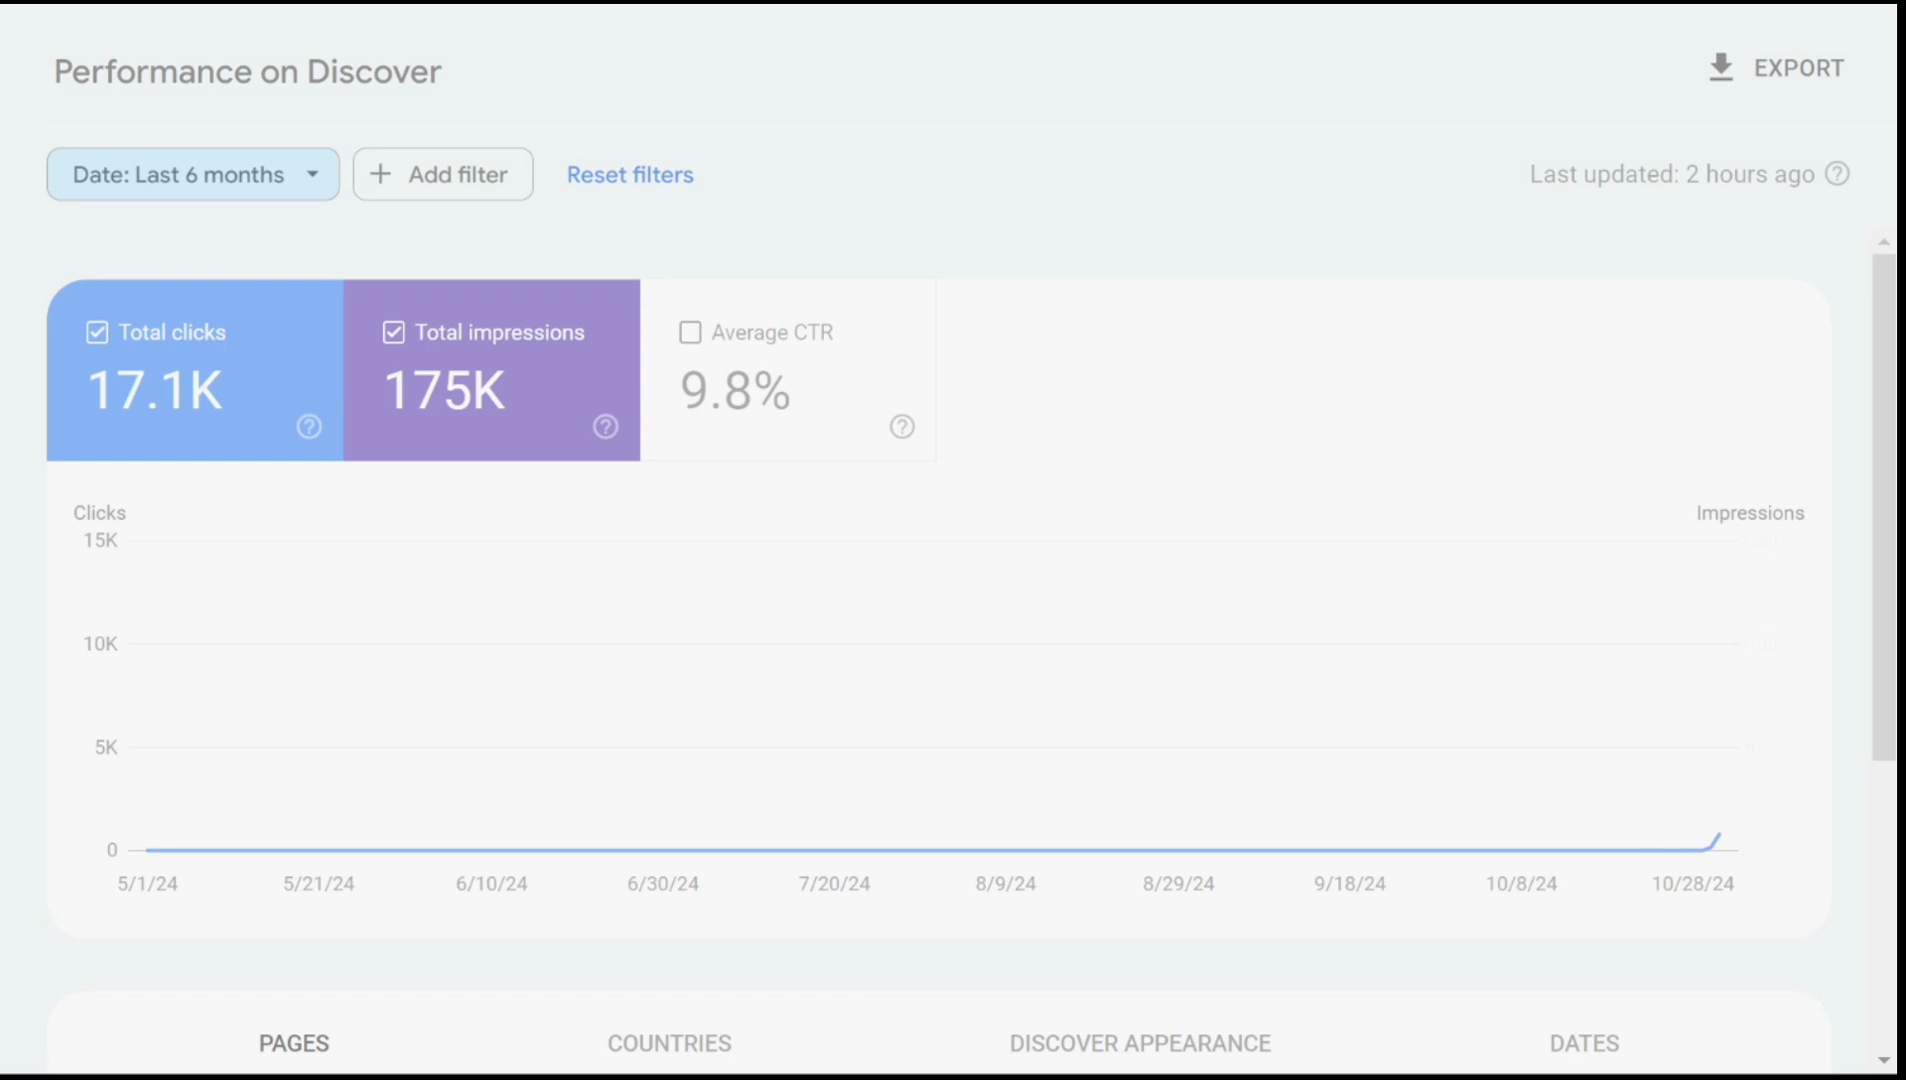 Performance on Discover
EXPORT
Date: Last 6 months
Add filter
Reset filters
Last updated: 2 hours ago
Total clicks
17.1K
Total impressions
175K
Average CTR
9.8%
Clicks
Impressions
15K
10K
5K
0
5/1/24
5/21/24
6/10/24
6/30/24
7/20/24
8/9/24
8/29/24
9/18/24
10/8/24
10/28/24
PAGES
COUNTRIES
DISCOVER APPEARANCE
DATES